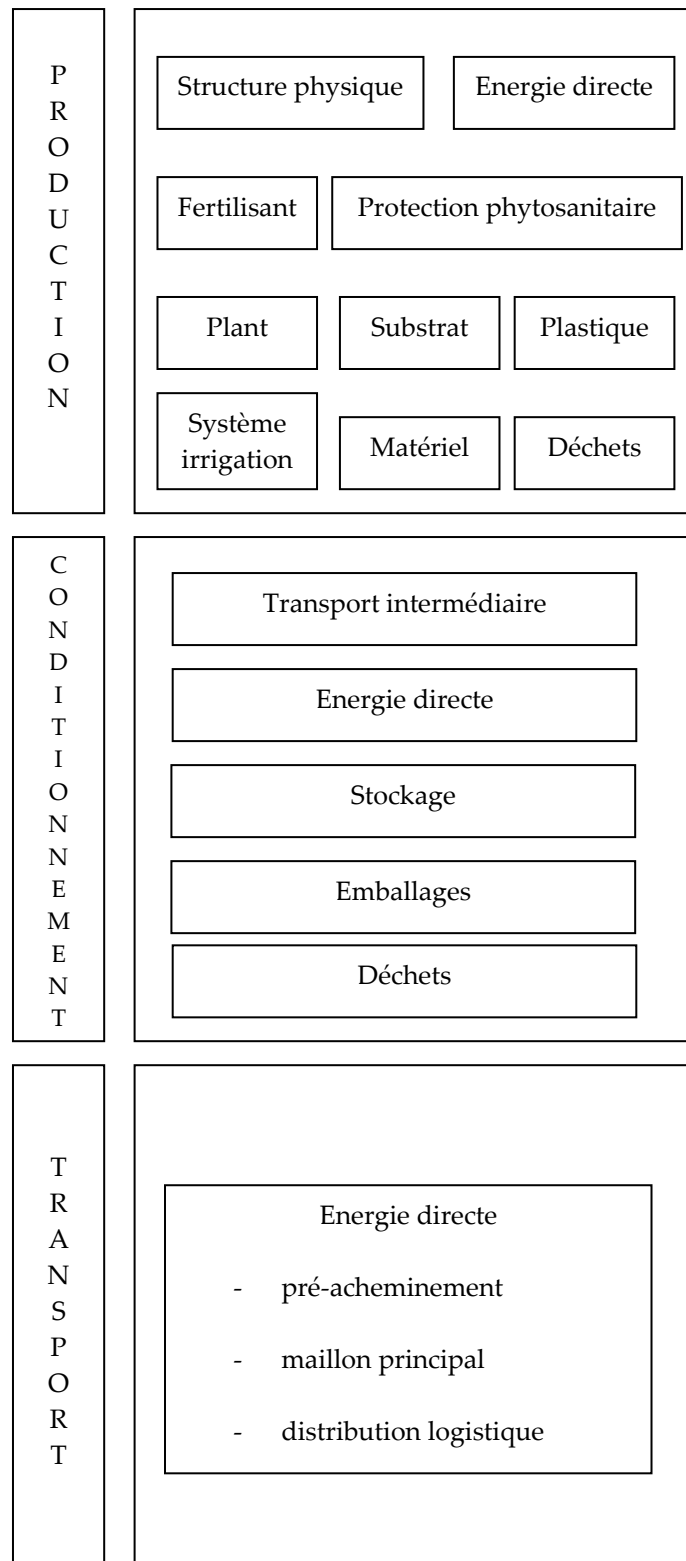 PRODUCTION
Structure physique
Energie directe
Fertilisant
Protection phytosanitaire
Plant
Substrat
Plastique
Système
irrigation
Matériel
Déchets
CONDITIONNEMENT
Transport intermédiaire
Energie directe
Stockage
Emballages
Déchets
TRANSPORT
Energie directe
- pré-acheminement
- maillon principal
- distribution logistique